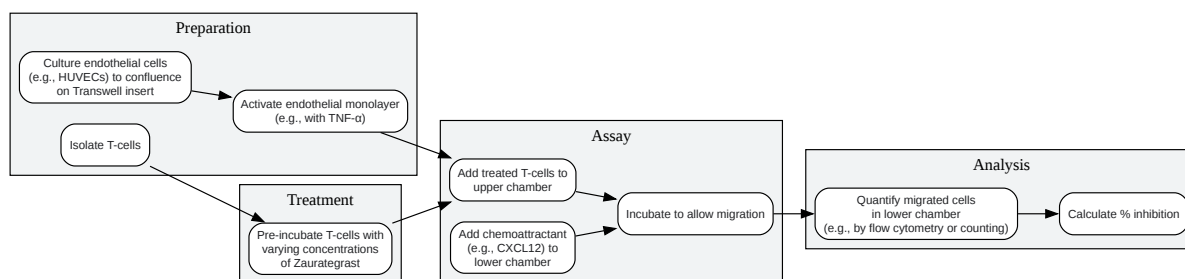 Preparation
Culture endothelial cells
(e.g., HUVECs) to confluence
on Transwell insert
Activate endothelial monolayer
(e.g., with TNF-α)
Isolate T-cells
Treatment
Pre-incubate T-cells with
varying concentrations
of Zaurategrast
Assay
Add treated T-cells to
upper chamber
Add chemoattractant
(e.g., CXCL12) to
lower chamber
Incubate to allow migration
Analysis
Quantify migrated cells
in lower chamber
(e.g., by flow cytometry or counting)
Calculate % inhibition